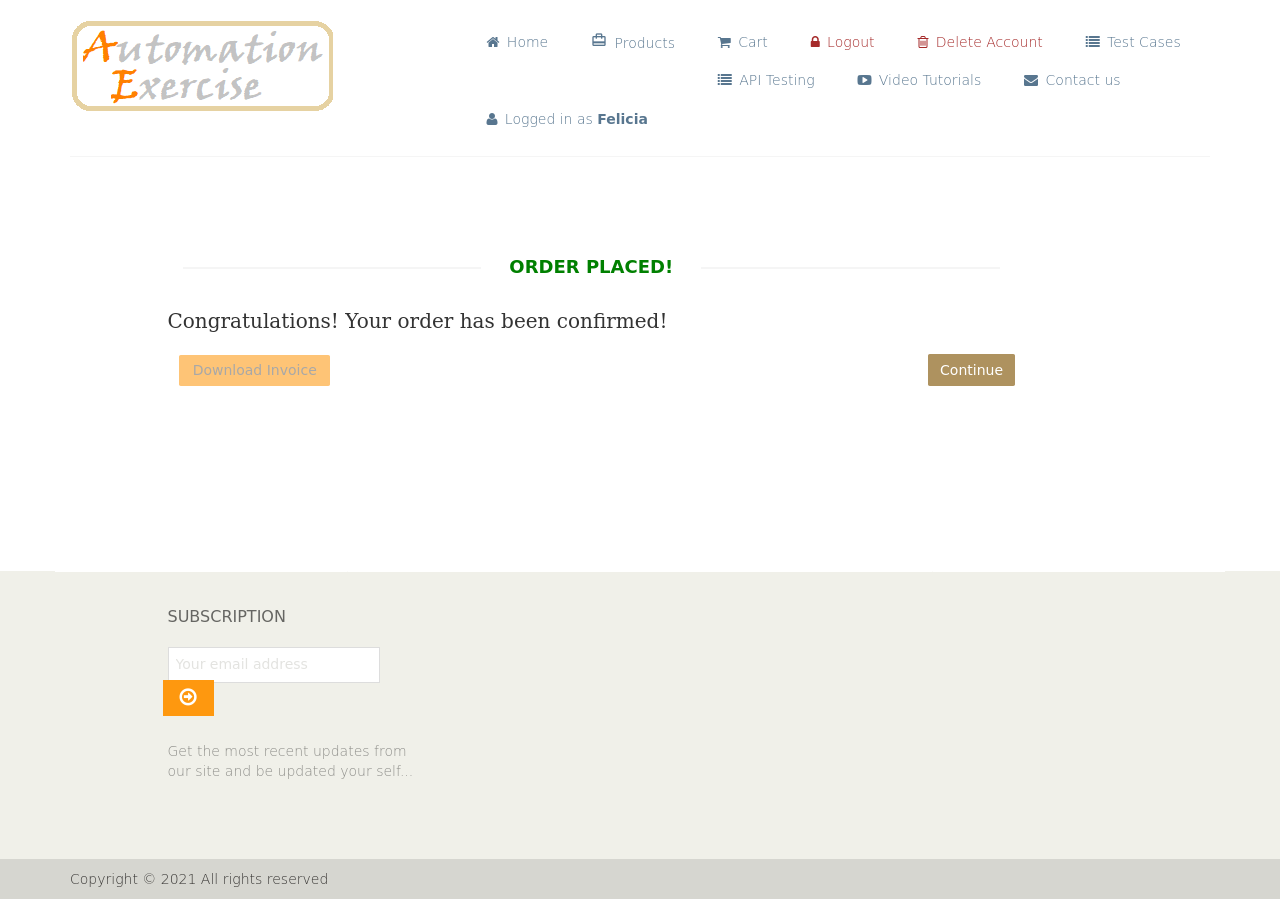 Automation
Exercise
Home Products Cart Logout Delete Account Test Cases
API Testing Video Tutorials Contact us
Logged in as Felicia
ORDER PLACED!
Congratulations! Your order has been confirmed!
Download Invoice Continue
SUBSCRIPTION
Your email address
Get the most recent updates from
our site and be updated your self...
Copyright © 2021 All rights reserved